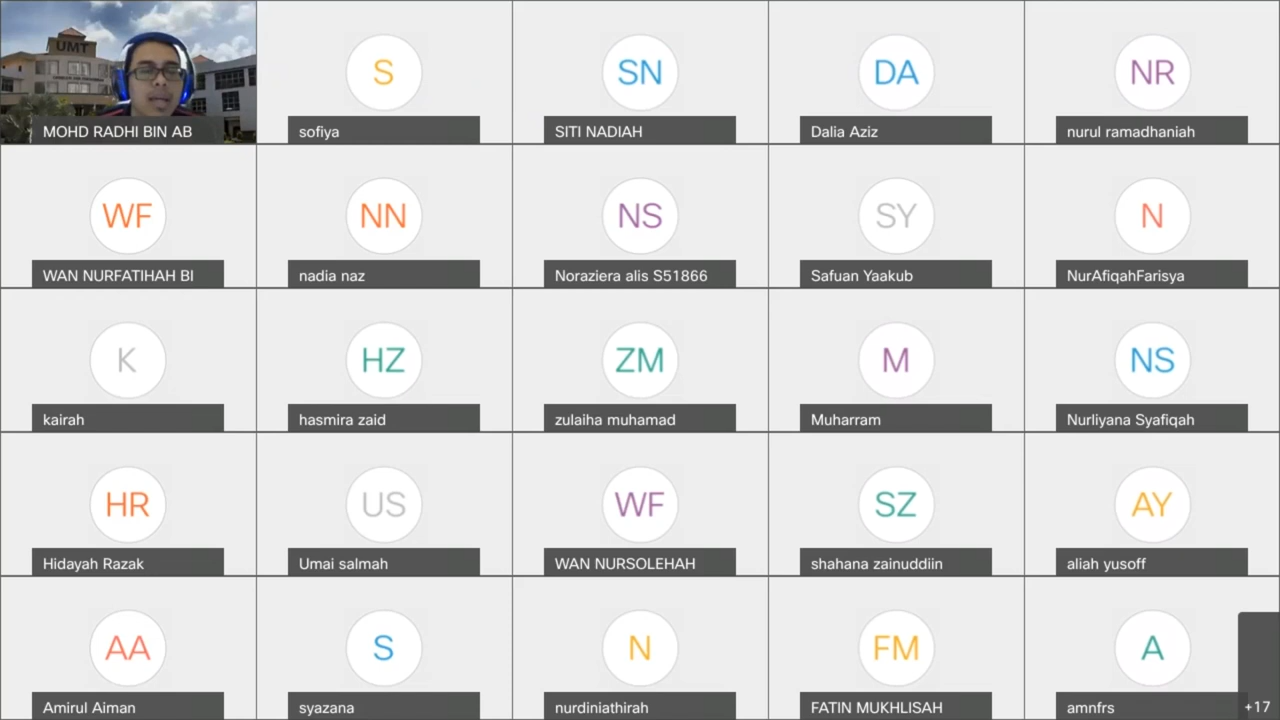 UMT
MOHD RADHI BIN AB
S
sofiya
SN
SITI NADIAH
DA
Dalia Aziz
NR
nurul ramadhaniah
WF
WAN NURFATIHAH BI
NN
nadia naz
NS
Noraziera alis S51866
SY
Safuan Yaakub
N
NurAfiqahFarisya
K
kairah
HZ
hasmira zaid
ZM
zulaiha muhamad
M
Muharram
NS
Nurliyana Syafiqah
HR
Hidayah Razak
US
Umai salmah
WF
WAN NURSOLEHAH
SZ
shahana zainuddiin
AY
aliah yusoff
AA
Amirul Aiman
S
syazana
N
nurdiniathirah
FM
FATIN MUKHLISAH
A
amnfrs
+17